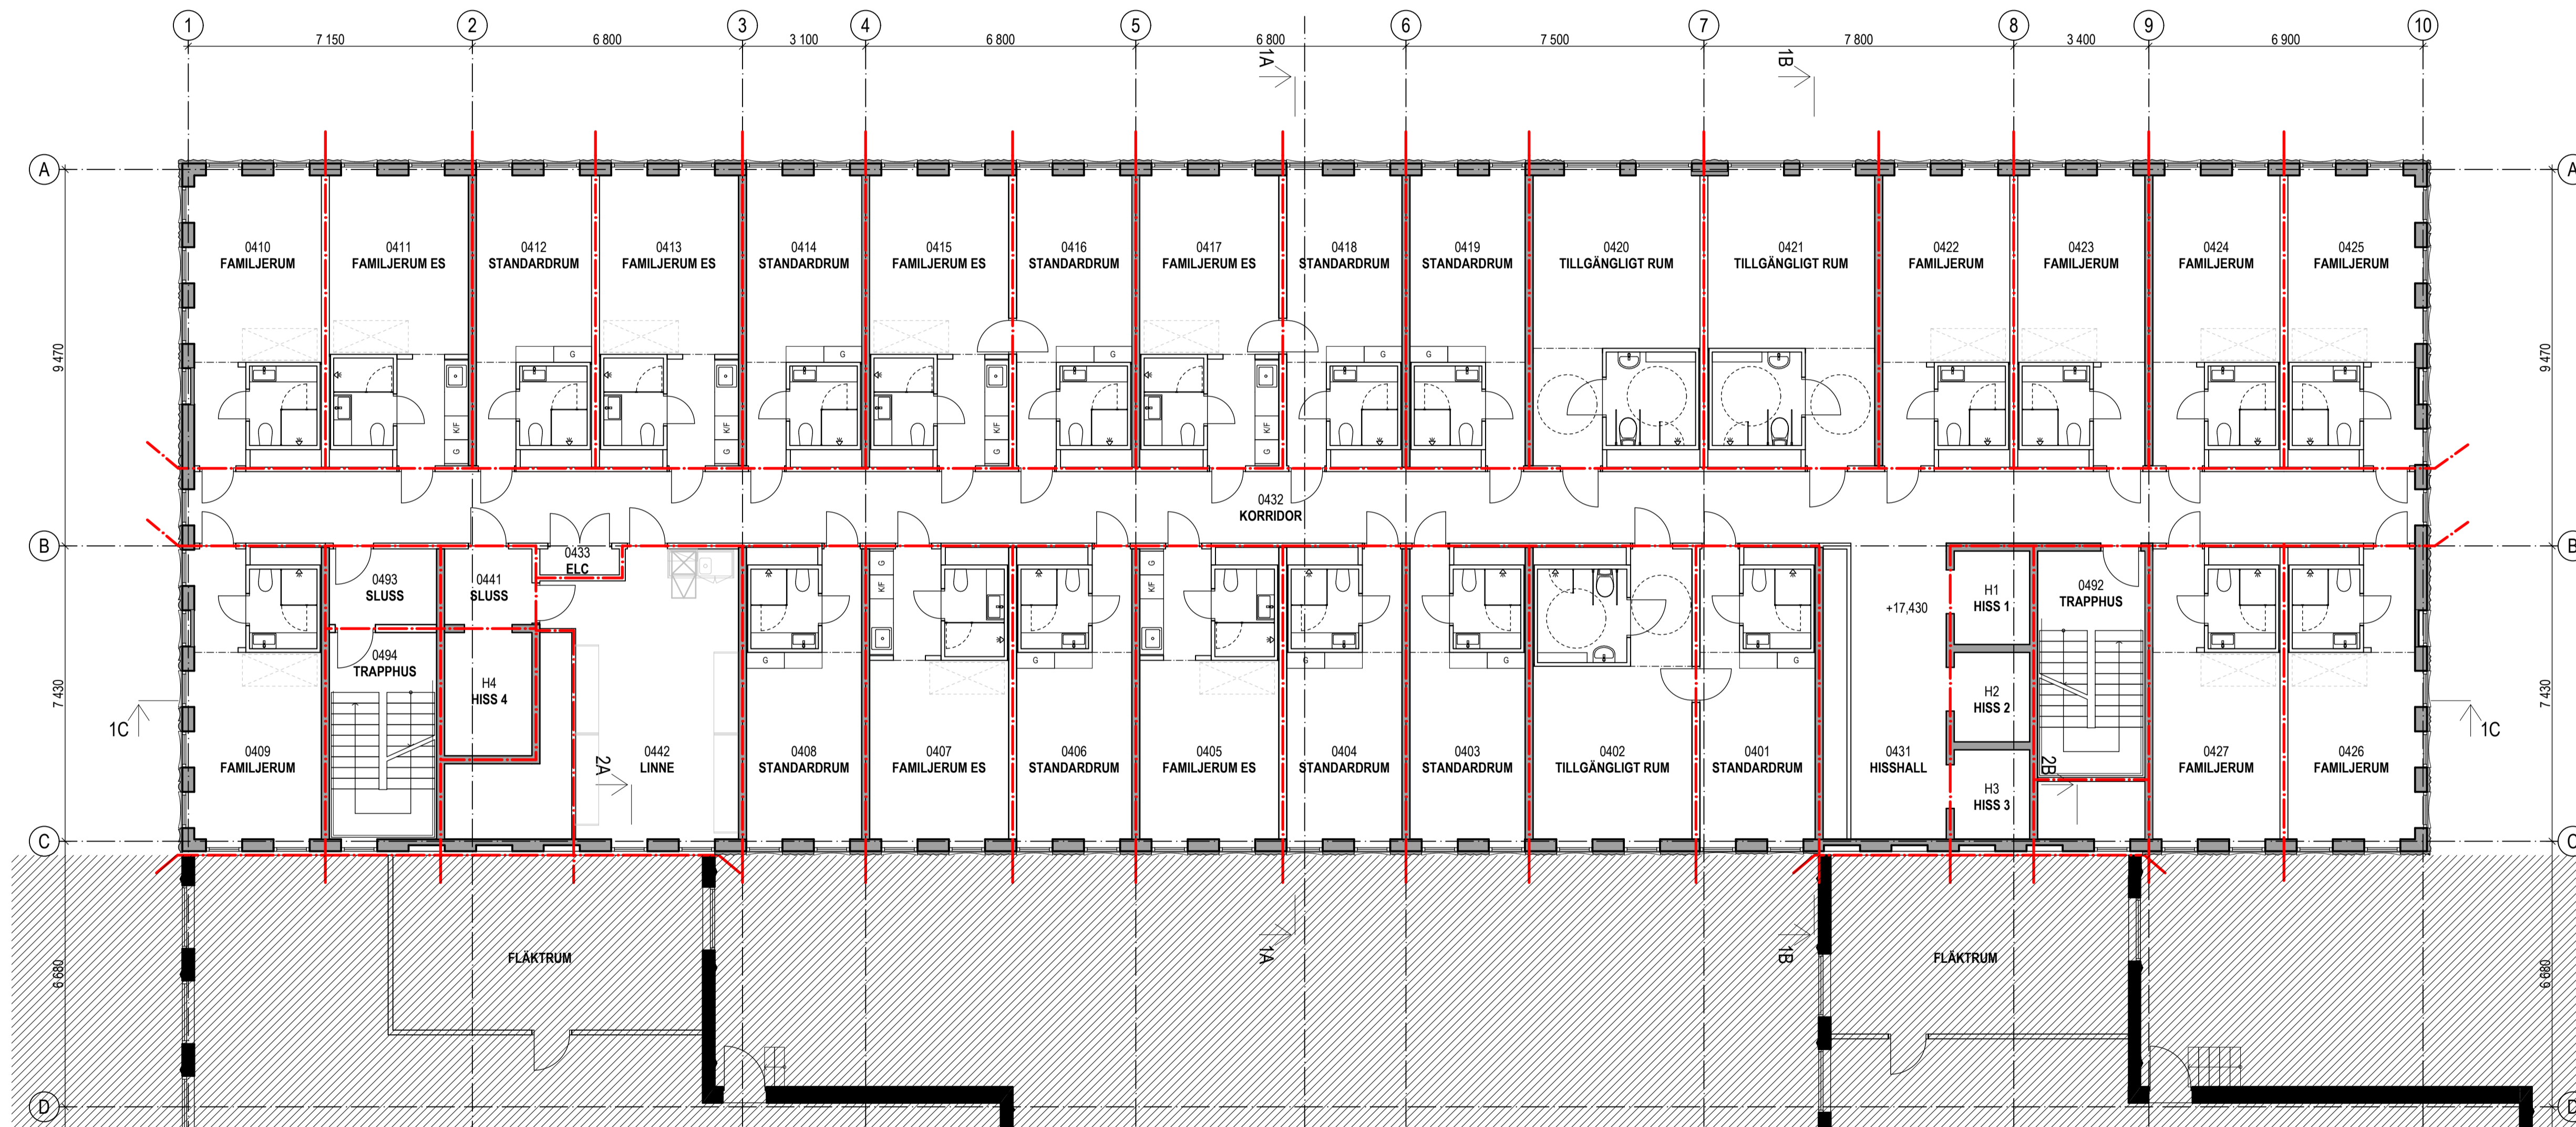 1 2 3 4 5 6 7 8 9 10
7 150 6 800 3 100 6 800 6 800 7 500 7 800 3 400 6 900
1A 1B
A A
0410 0411 0412 0413 0414 0415 0416 0417 0418 0419 0420 0421 0422 0423 0424 0425
FAMILJERUM FAMILJERUM ES STANDARDRUM FAMILJERUM ES STANDARDRUM FAMILJERUM ES STANDARDRUM FAMILJERUM ES STANDARDRUM STANDARDRUM TILLGÄNGLIGT RUM TILLGÄNGLIGT RUM FAMILJERUM FAMILJERUM FAMILJERUM FAMILJERUM
9 470 9 470
G G G G G
K/F K/F K/F K/F
G G G G
0432
KORRIDOR
B B
0433
ELC
0493
SLUSS
0441
SLUSS
G G
K/F K/F
H1
HISS 1
0492
TRAPPHUS
+17,430
0494
TRAPPHUS
G G G G G
H4
HISS 4
H2
HISS 2
7 430 7 430
1C 1C
0409 0442 0408 0407 0406 0405 0404 0403 0402 0401 0431 0427 0426
FAMILJERUM LINNE STANDARDRUM FAMILJERUM ES STANDARDRUM FAMILJERUM ES STANDARDRUM STANDARDRUM TILLGÄNGLIGT RUM STANDARDRUM HISSHALL FAMILJERUM FAMILJERUM
2A 2B
H3
HISS 3
C C
1A 1B
FLÄKTRUM FLÄKTRUM
6 680 6 680
D D